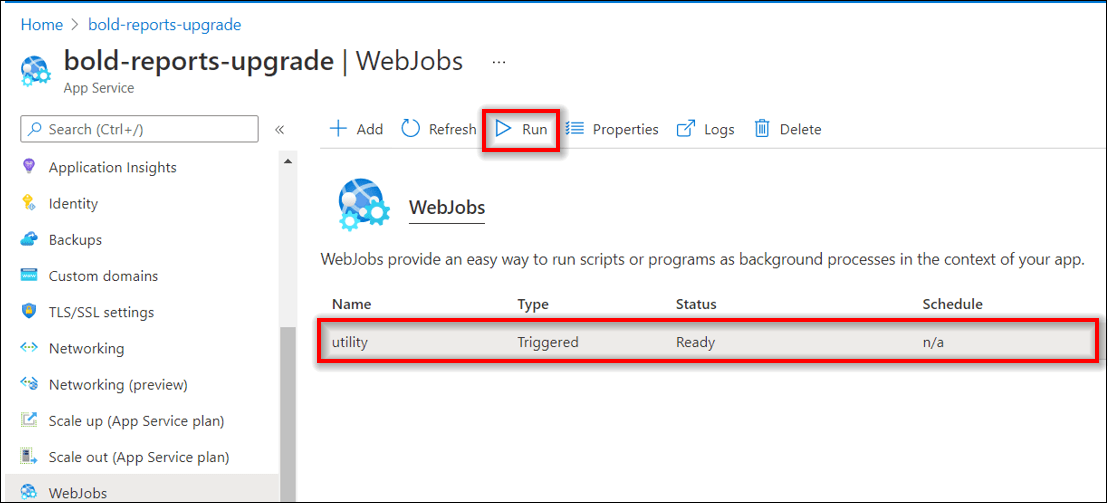 Home > bold-reports-upgrade
bold-reports-upgrade | WebJobs ...
App Service
Search (Ctrl+/) «
Add Refresh Run Properties Logs Delete
Application Insights
Identity
Backups
Custom domains
TLS/SSL settings
Networking
Networking (preview)
Scale up (App Service plan)
Scale out (App Service plan)
WebJobs
WebJobs
WebJobs provide an easy way to run scripts or programs as background processes in the context of your app.
Name Type Status Schedule
utility Triggered Ready n/a